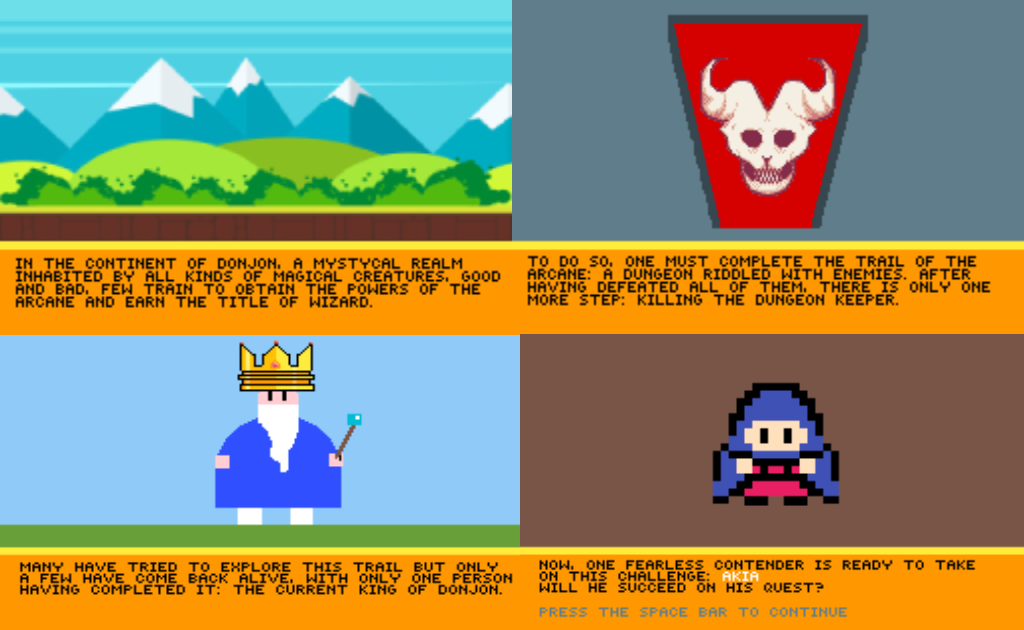 IN THE CONTINENT OF DONJON, A MYSTYCAL REALM
INHABITED BY ALL KINDS OF MAGICAL CREATURES, GOOD
AND BAD, FEW TRAIN TO OBTAIN THE POWERS OF THE
ARCANE AND EARN THE TITLE OF WIZARD.
TO DO SO, ONE MUST COMPLETE THE TRAIL OF THE
ARCANE: A DUNGEON RIDDLED WITH ENEMIES. AFTER
HAVING DEFEATED ALL OF THEM, THERE IS ONLY ONE
MORE STEP: KILLING THE DUNGEON KEEPER.
MANY HAVE TRIED TO EXPLORE THIS TRAIL BUT ONLY
A FEW HAVE COME BACK ALIVE, WITH ONLY ONE PERSON
HAVING COMPLETED IT: THE CURRENT KING OF DONJON.
NOW, ONE FEARLESS CONTENDER IS READY TO TAKE
ON THIS CHALLENGE: AKIA
WILL HE SUCCEED ON HIS QUEST?
PRESS THE SPACE BAR TO CONTINUE